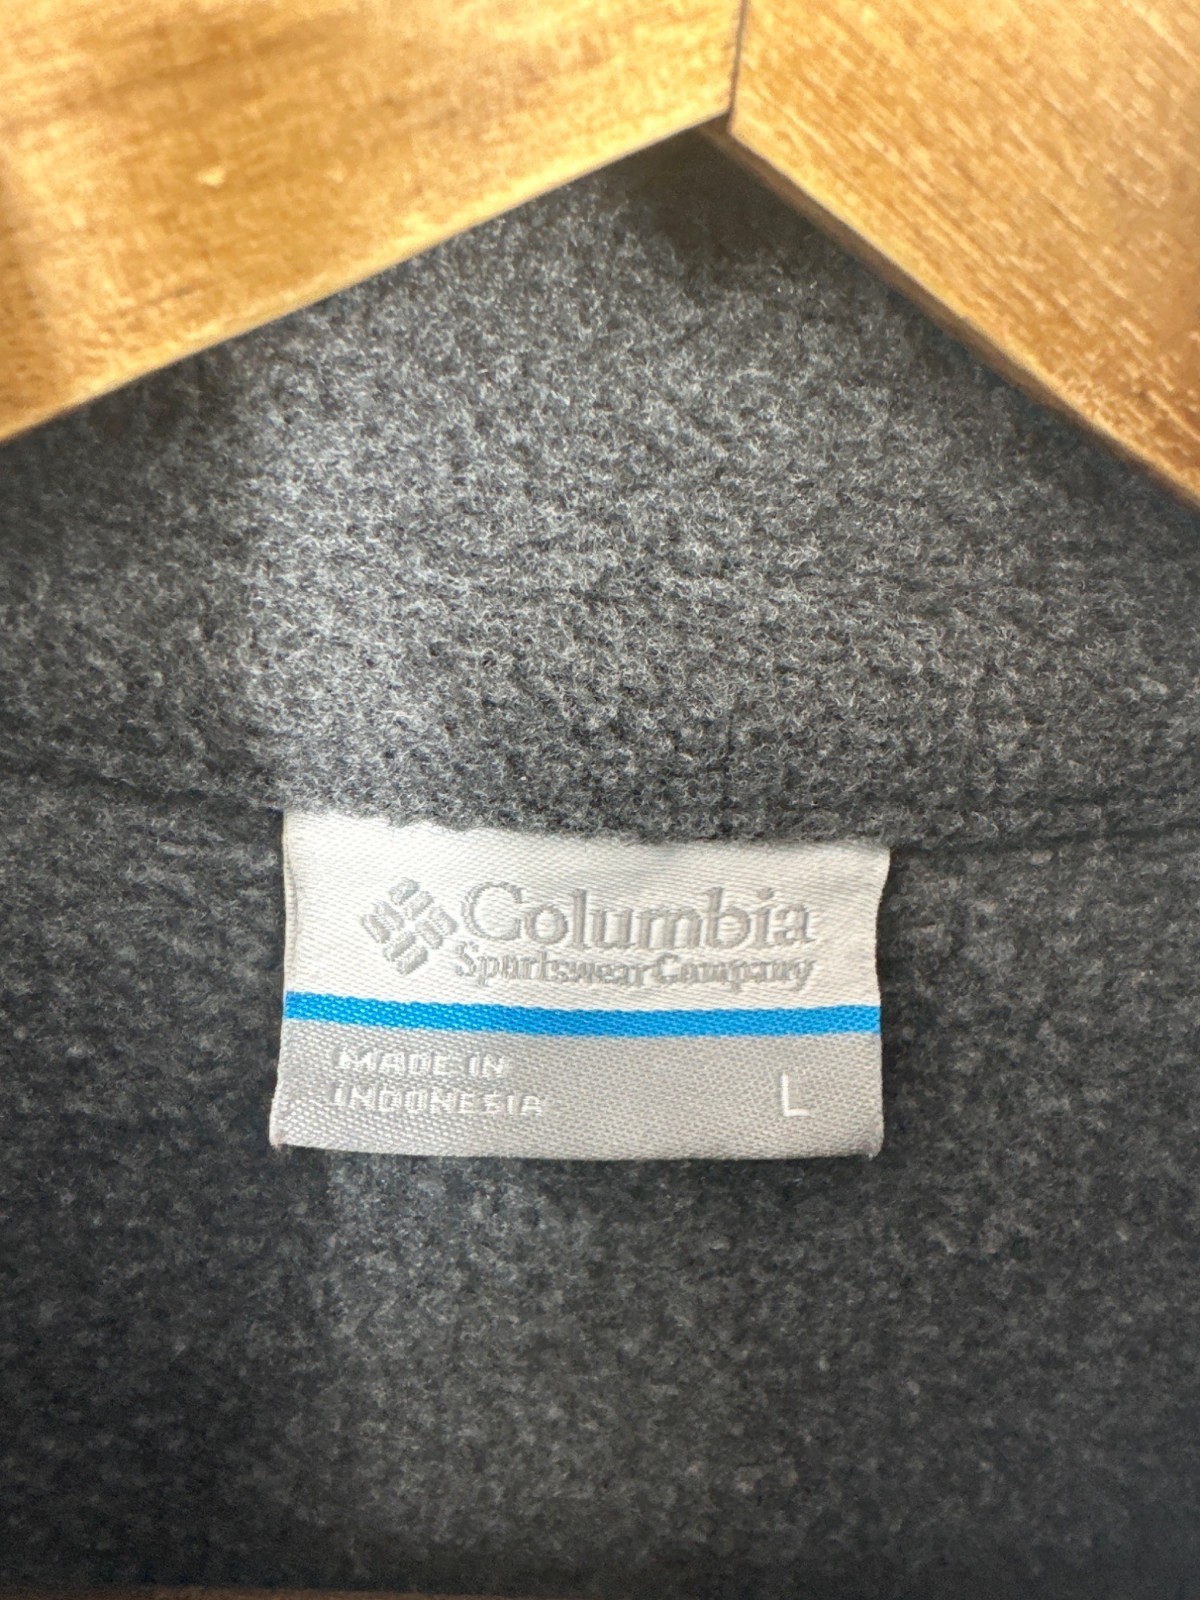 Columbia
Sportswear Company
MADE IN
INDONESIA
L